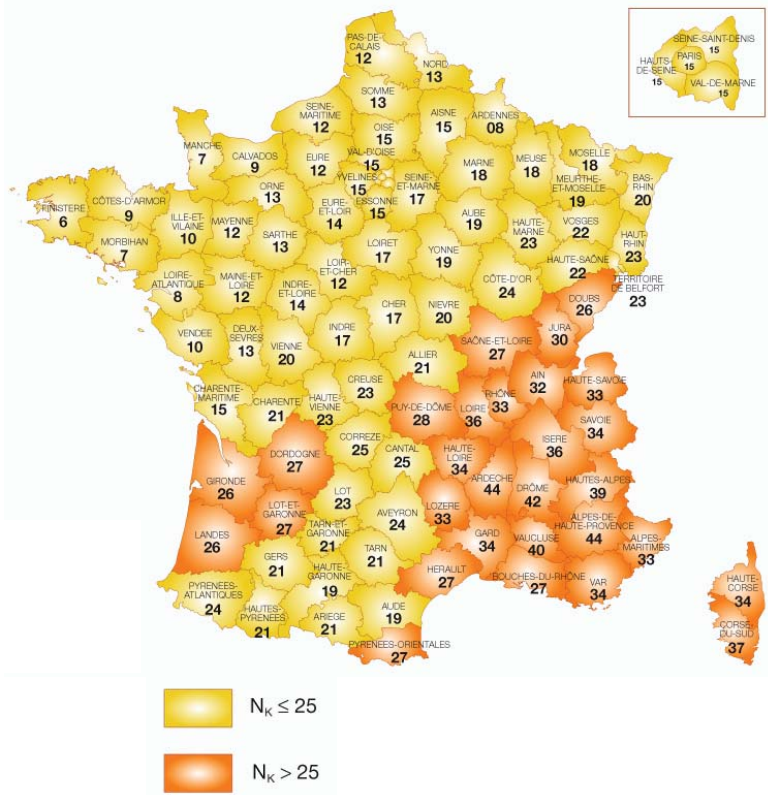 PAS-DE-
CALAIS
12
NORD
13
SOMME
13
SEINE-
MARITIME
12
AISNE
15
ARDENNES
08
OISE
15
SEINE-SAINT-DENIS
15
HAUTS-
DE-SEINE
15
PARIS
15
VAL-DE-MARNE
15
MANCHE
7
CALVADOS
9
EURE
12
VAL-D'OISE
15
YVELINES
15
ESSONNE
15
SEINE-
ET-MARNE
17
MARNE
18
MEUSE
18
MOSELLE
18
MEURTHE-
ET-MOSELLE
19
BAS-
RHIN
20
ORNE
13
EURE-
ET-LOIR
14
FINISTERE
6
CÔTES-D'ARMOR
9
MORBIHAN
7
ILLE-ET-
VILAINE
10
MAYENNE
12
SARTHE
13
LOIRET
17
YONNE
19
AUBE
19
HAUTE-
MARNE
23
VOSGES
22
HAUT-
RHIN
23
HAUTE-SAÔNE
22
TERRITOIRE
DE BELFORT
23
LOIRE-
ATLANTIQUE
8
MAINE-ET-
LOIRE
12
INDRE-
ET-LOIRE
14
LOIR-
ET-CHER
12
CHER
17
NIEVRE
20
CÔTE-D'OR
24
DOUBS
26
JURA
30
VENDEE
10
DEUX-
SEVRES
13
VIENNE
20
INDRE
17
ALLIER
21
SAÔNE-ET-LOIRE
27
AIN
32
HAUTE-SAVOIE
33
CHARENTE-
MARITIME
15
CHARENTE
21
HAUTE-
VIENNE
23
CREUSE
23
PUY-DE-DÔME
28
LOIRE
36
RHÔNE
33
SAVOIE
34
ISERE
36
DORDOGNE
27
CORREZE
25
CANTAL
25
HAUTE-
LOIRE
34
ARDECHE
44
DRÔME
42
HAUTES-ALPES
39
GIRONDE
26
LOT-ET-
GARONNE
27
LOT
23
AVEYRON
24
LOZERE
33
GARD
34
VAUCLUSE
40
ALPES-DE-
HAUTE-PROVENCE
44
ALPES-
MARITIMES
33
LANDES
26
TARN-ET-
GARONNE
21
GERS
21
HAUTE-
GARONNE
19
TARN
21
HERAULT
27
BOUCHES-DU-RHÔNE
27
VAR
34
PYRENEES-
ATLANTIQUES
24
HAUTES-
PYRENEES
21
ARIEGE
21
AUDE
19
PYRENEES-ORIENTALES
27
HAUTE-
CORSE
34
CORSE-
DU-SUD
37
N_K ≤ 25
N_K > 25